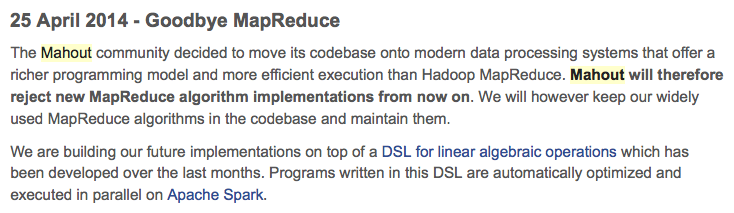 25 April 2014 - Goodbye MapReduce
The Mahout community decided to move its codebase onto modern data processing systems that offer a
richer programming model and more efficient execution than Hadoop MapReduce. Mahout will therefore
reject new MapReduce algorithm implementations from now on. We will however keep our widely
used MapReduce algorithms in the codebase and maintain them.
We are building our future implementations on top of a DSL for linear algebraic operations which has
been developed over the last months. Programs written in this DSL are automatically optimized and
executed in parallel on Apache Spark.